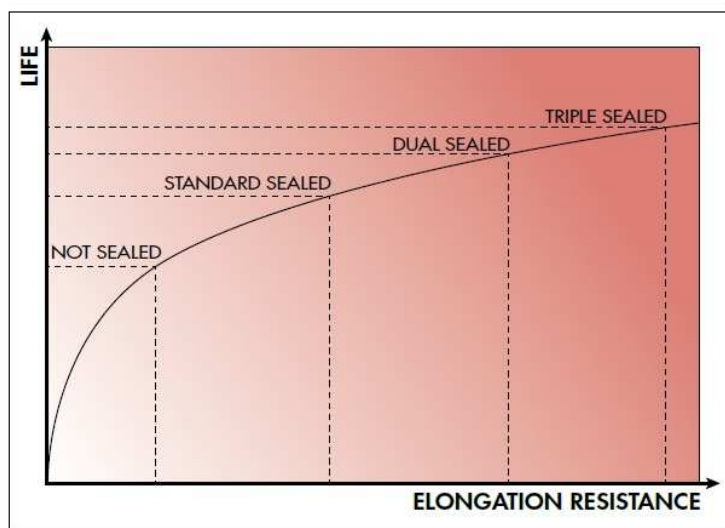 LIFE
TRIPLE SEALED
DUAL SEALED
STANDARD SEALED
NOT SEALED
ELONGATION RESISTANCE